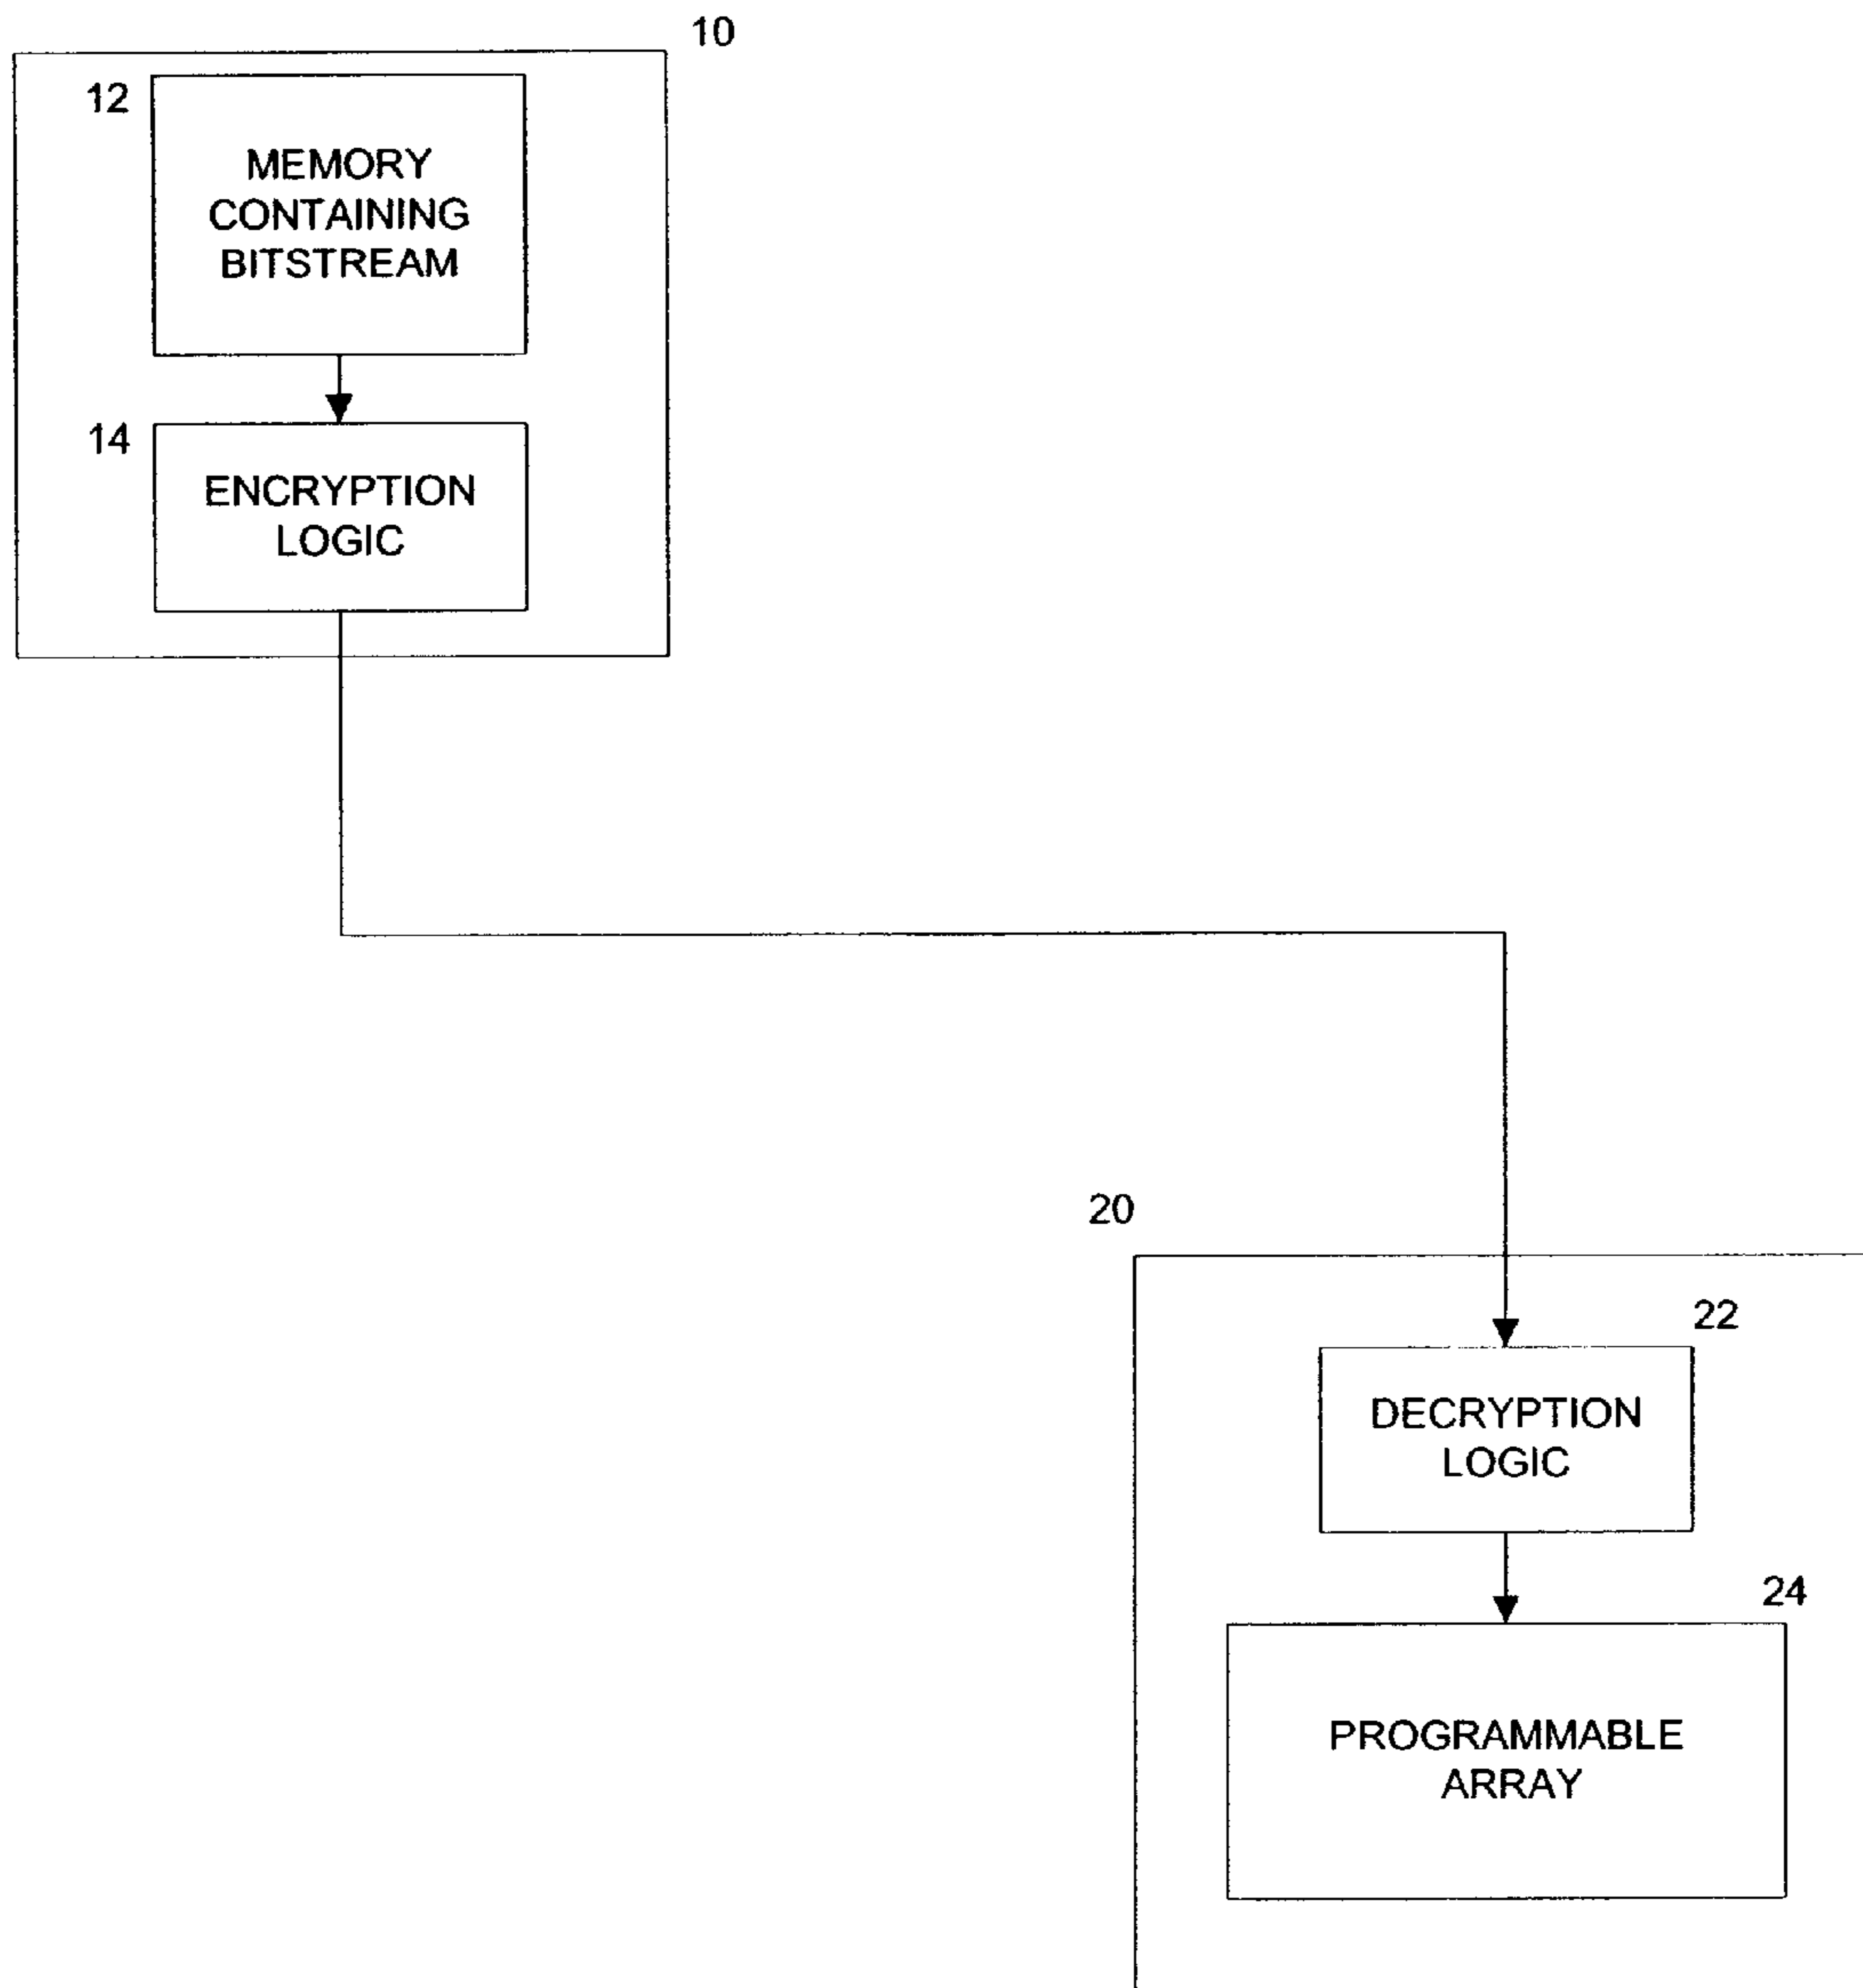 10
12
MEMORY
CONTAINING
BITSTREAM
14
ENCRYPTION
LOGIC
20
22
DECRYPTION
LOGIC
24
PROGRAMMABLE
ARRAY